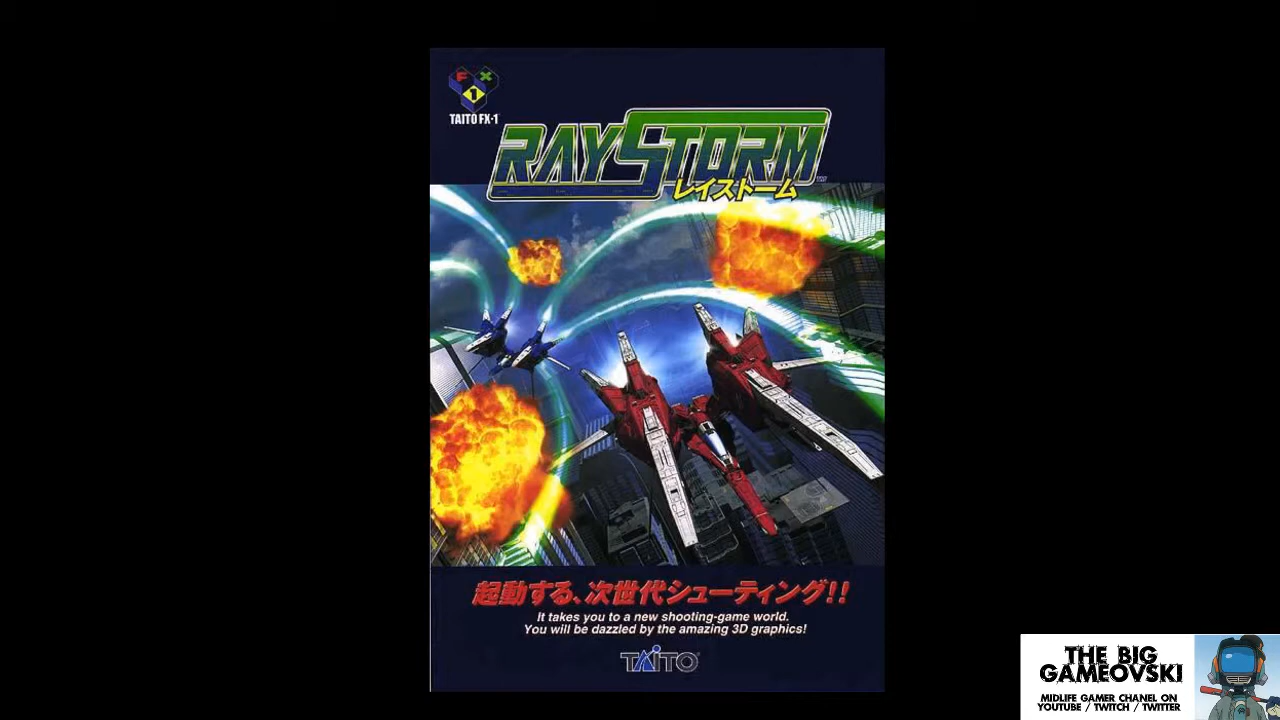 FX
1
TAITO FX-1
RAYSTORM
レイストーム
起動する、次世代シューティング!!
It takes you to a new shooting-game world.
You will be dazzled by the amazing 3D graphics!
TAITO
THE BIG
GAMEOVSKI
MIDLIFE GAMER CHANEL ON
YOUTUBE / TWITCH / TWITTER